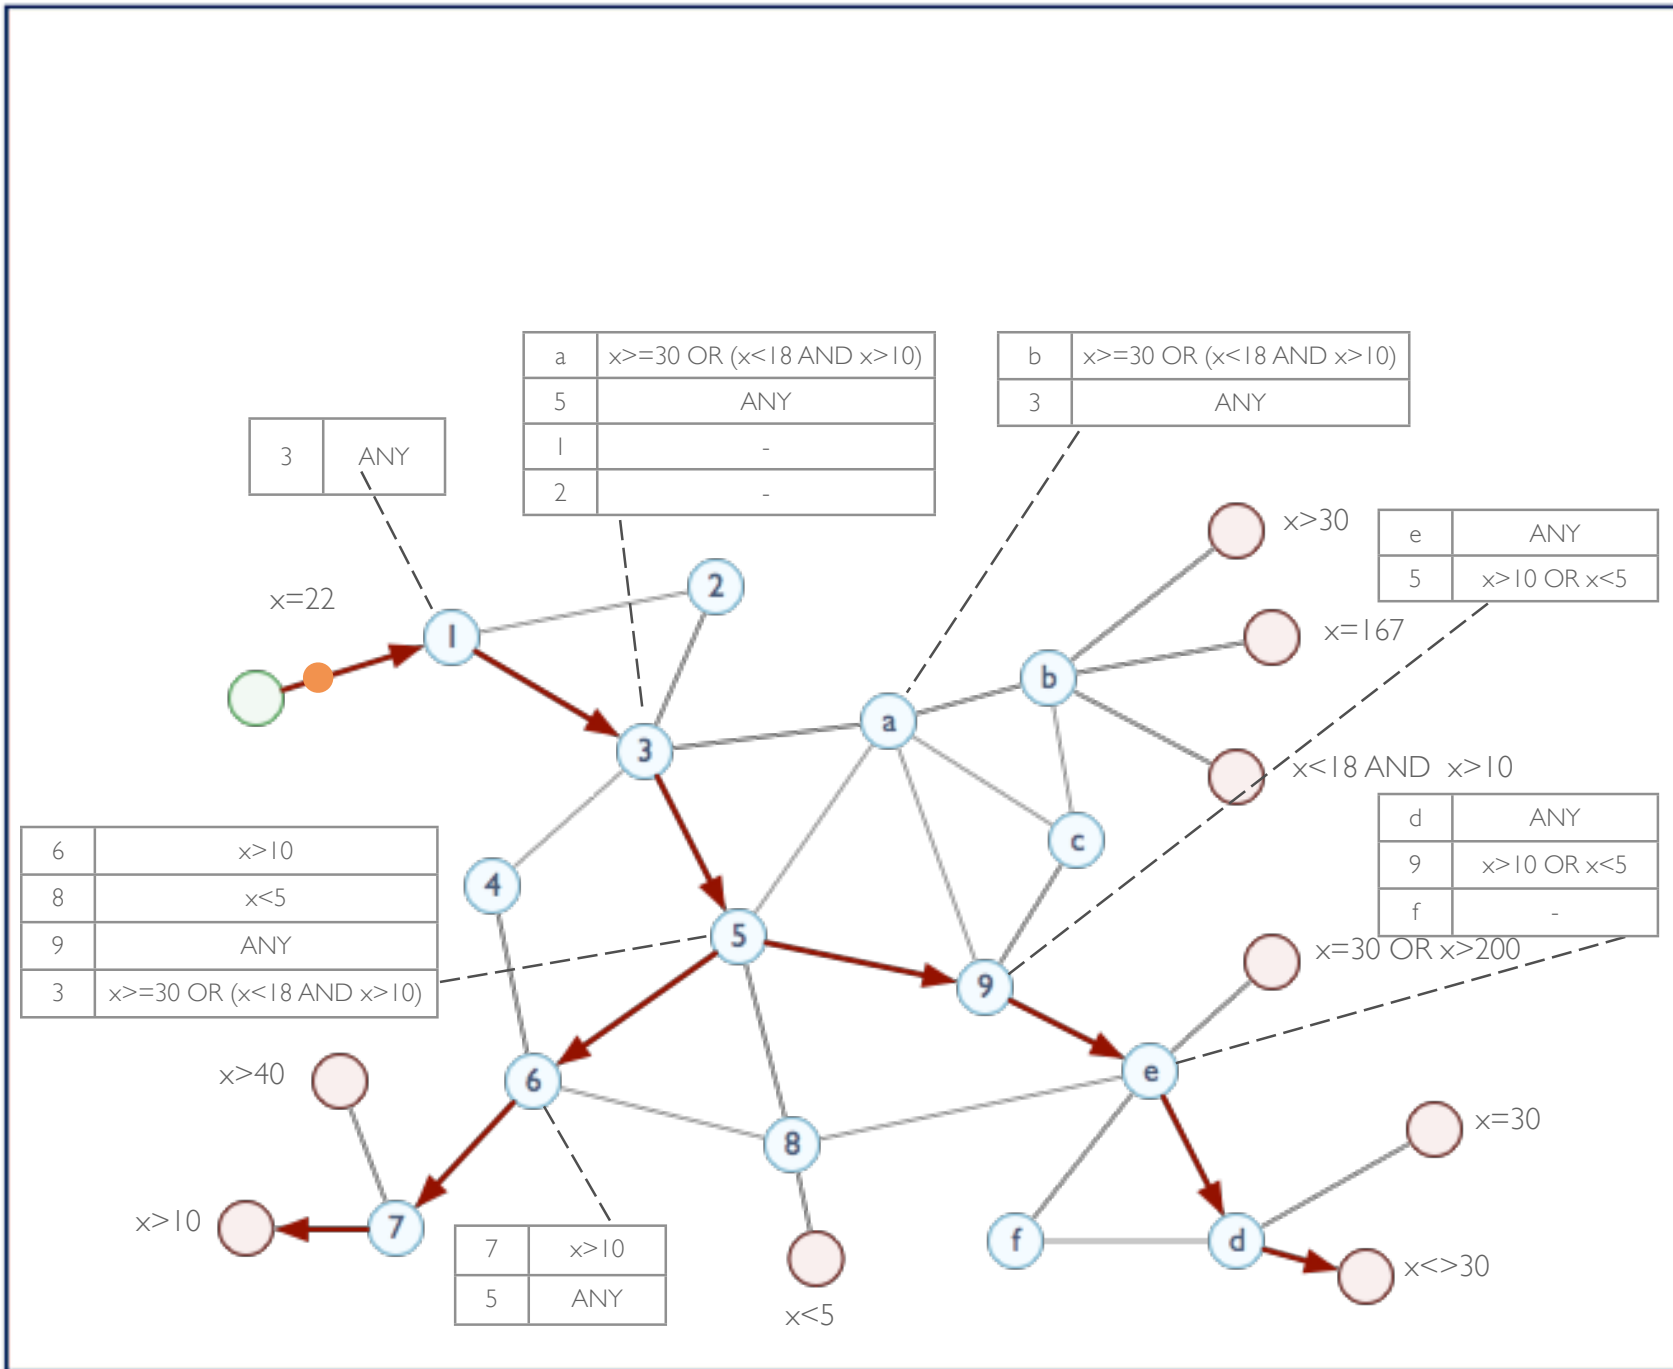 a x>=30 OR (x<18 AND x>10)
5 ANY
1 -
2 -
b x>=30 OR (x<18 AND x>10)
3 ANY
3 ANY
x>30
e ANY
5 x>10 OR x<5
x=22
2
1
x=167
b
a
3
x<18 AND x>10
d ANY
9 x>10 OR x<5
f -
c
6 x>10
8 x<5
9 ANY
3 x>=30 OR (x<18 AND x>10)
4
5
x=30 OR x>200
9
x>40
6
e
x=30
8
x>10
7
7 x>10
5 ANY
f
d
x<>30
x<5